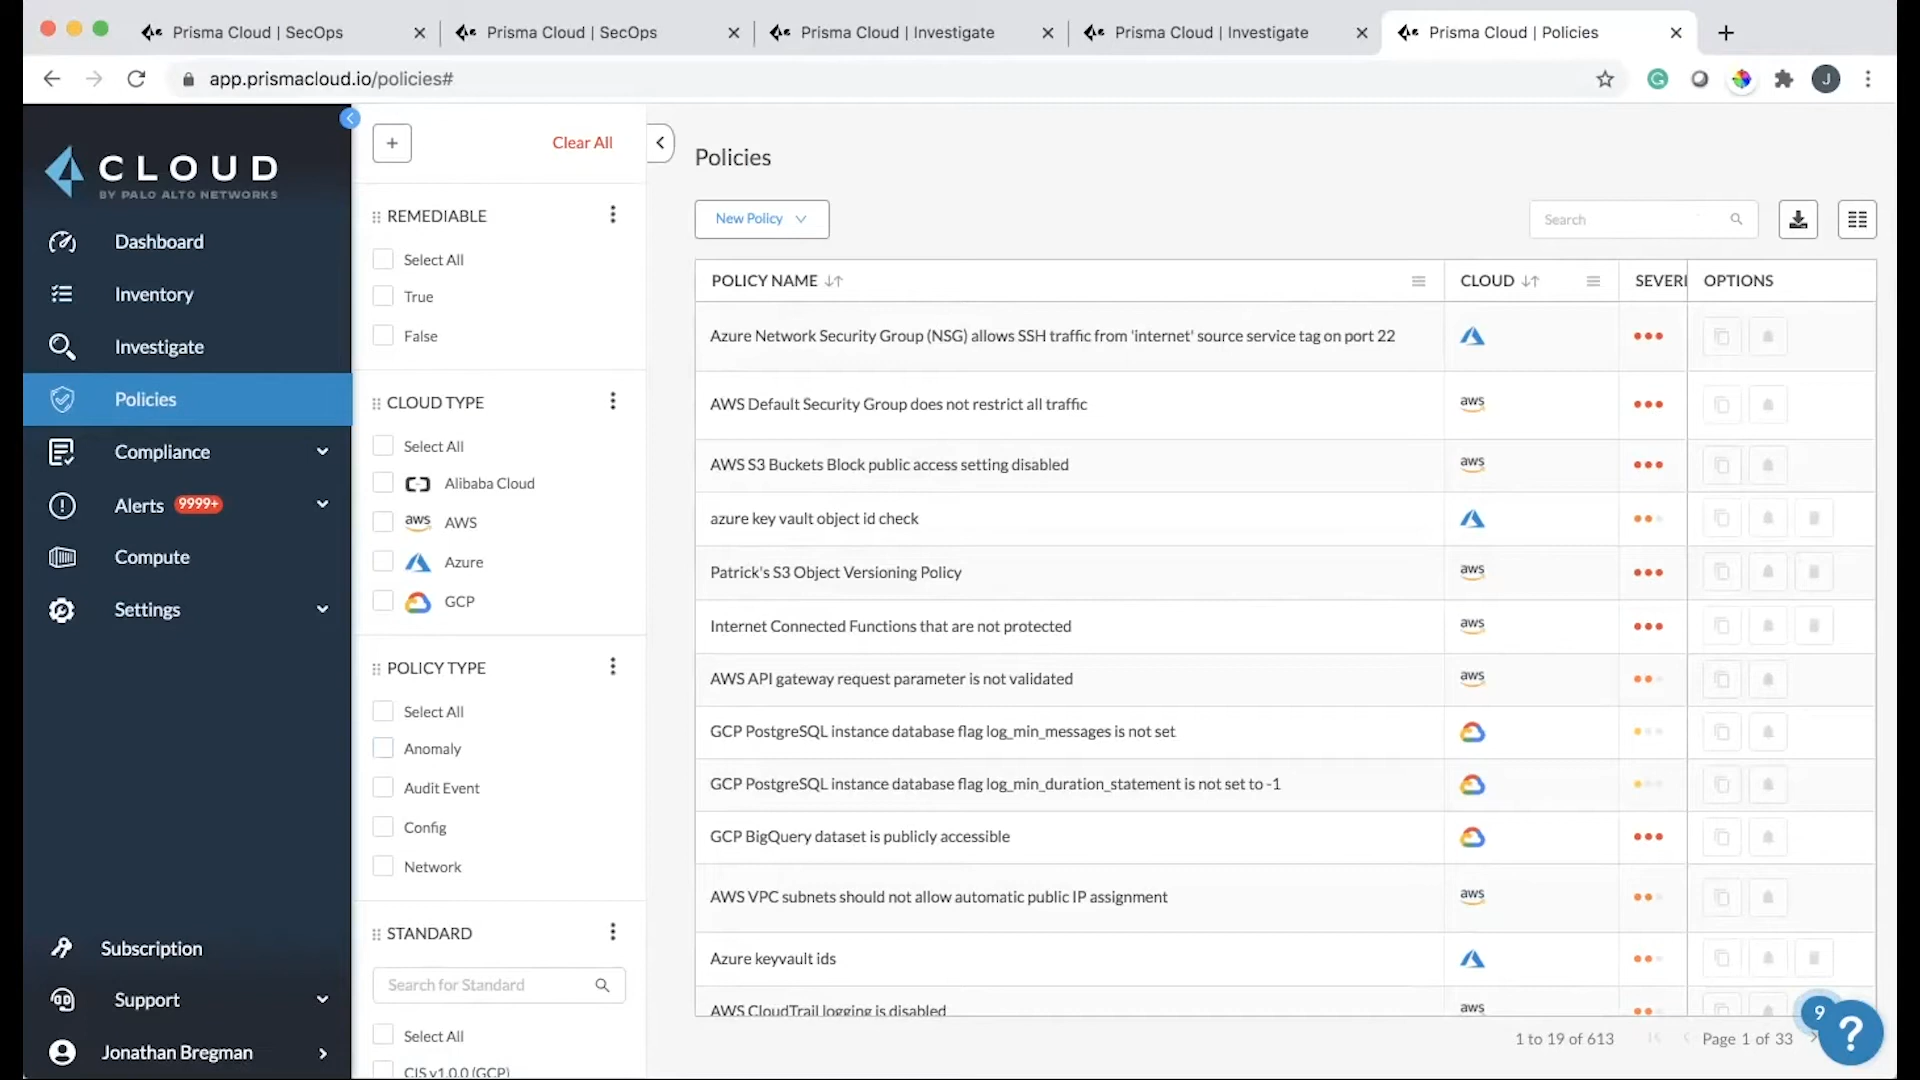 Prisma Cloud | SecOps
Prisma Cloud | SecOps
Prisma Cloud | Investigate
Prisma Cloud | Investigate
Prisma Cloud | Policies
app.prismacloud.io/policies#
J
CLOUD
BY PALO ALTO NETWORKS
Dashboard
Inventory
Investigate
Policies
Compliance
Alerts 9999+
Compute
Settings
Subscription
Support
Jonathan Bregman
+ Clear All
REMEDIABLE
Select All
True
False
CLOUD TYPE
Select All
Alibaba Cloud
aws AWS
Azure
GCP
POLICY TYPE
Select All
Anomaly
Audit Event
Config
Network
STANDARD
Search for Standard
Select All
CIS v1.0.0 (GCP)
Policies
New Policy
Search
POLICY NAME CLOUD SEVERI OPTIONS
Azure Network Security Group (NSG) allows SSH traffic from 'internet' source service tag on port 22
AWS Default Security Group does not restrict all traffic aws
AWS S3 Buckets Block public access setting disabled aws
azure key vault object id check
Patrick's S3 Object Versioning Policy aws
Internet Connected Functions that are not protected aws
AWS API gateway request parameter is not validated aws
GCP PostgreSQL instance database flag log_min_messages is not set
GCP PostgreSQL instance database flag log_min_duration_statement is not set to -1
GCP BigQuery dataset is publicly accessible
AWS VPC subnets should not allow automatic public IP assignment aws
Azure keyvault ids
AWS CloudTrail logging is disabled aws
1 to 19 of 613 Page 1 of 33
9
?